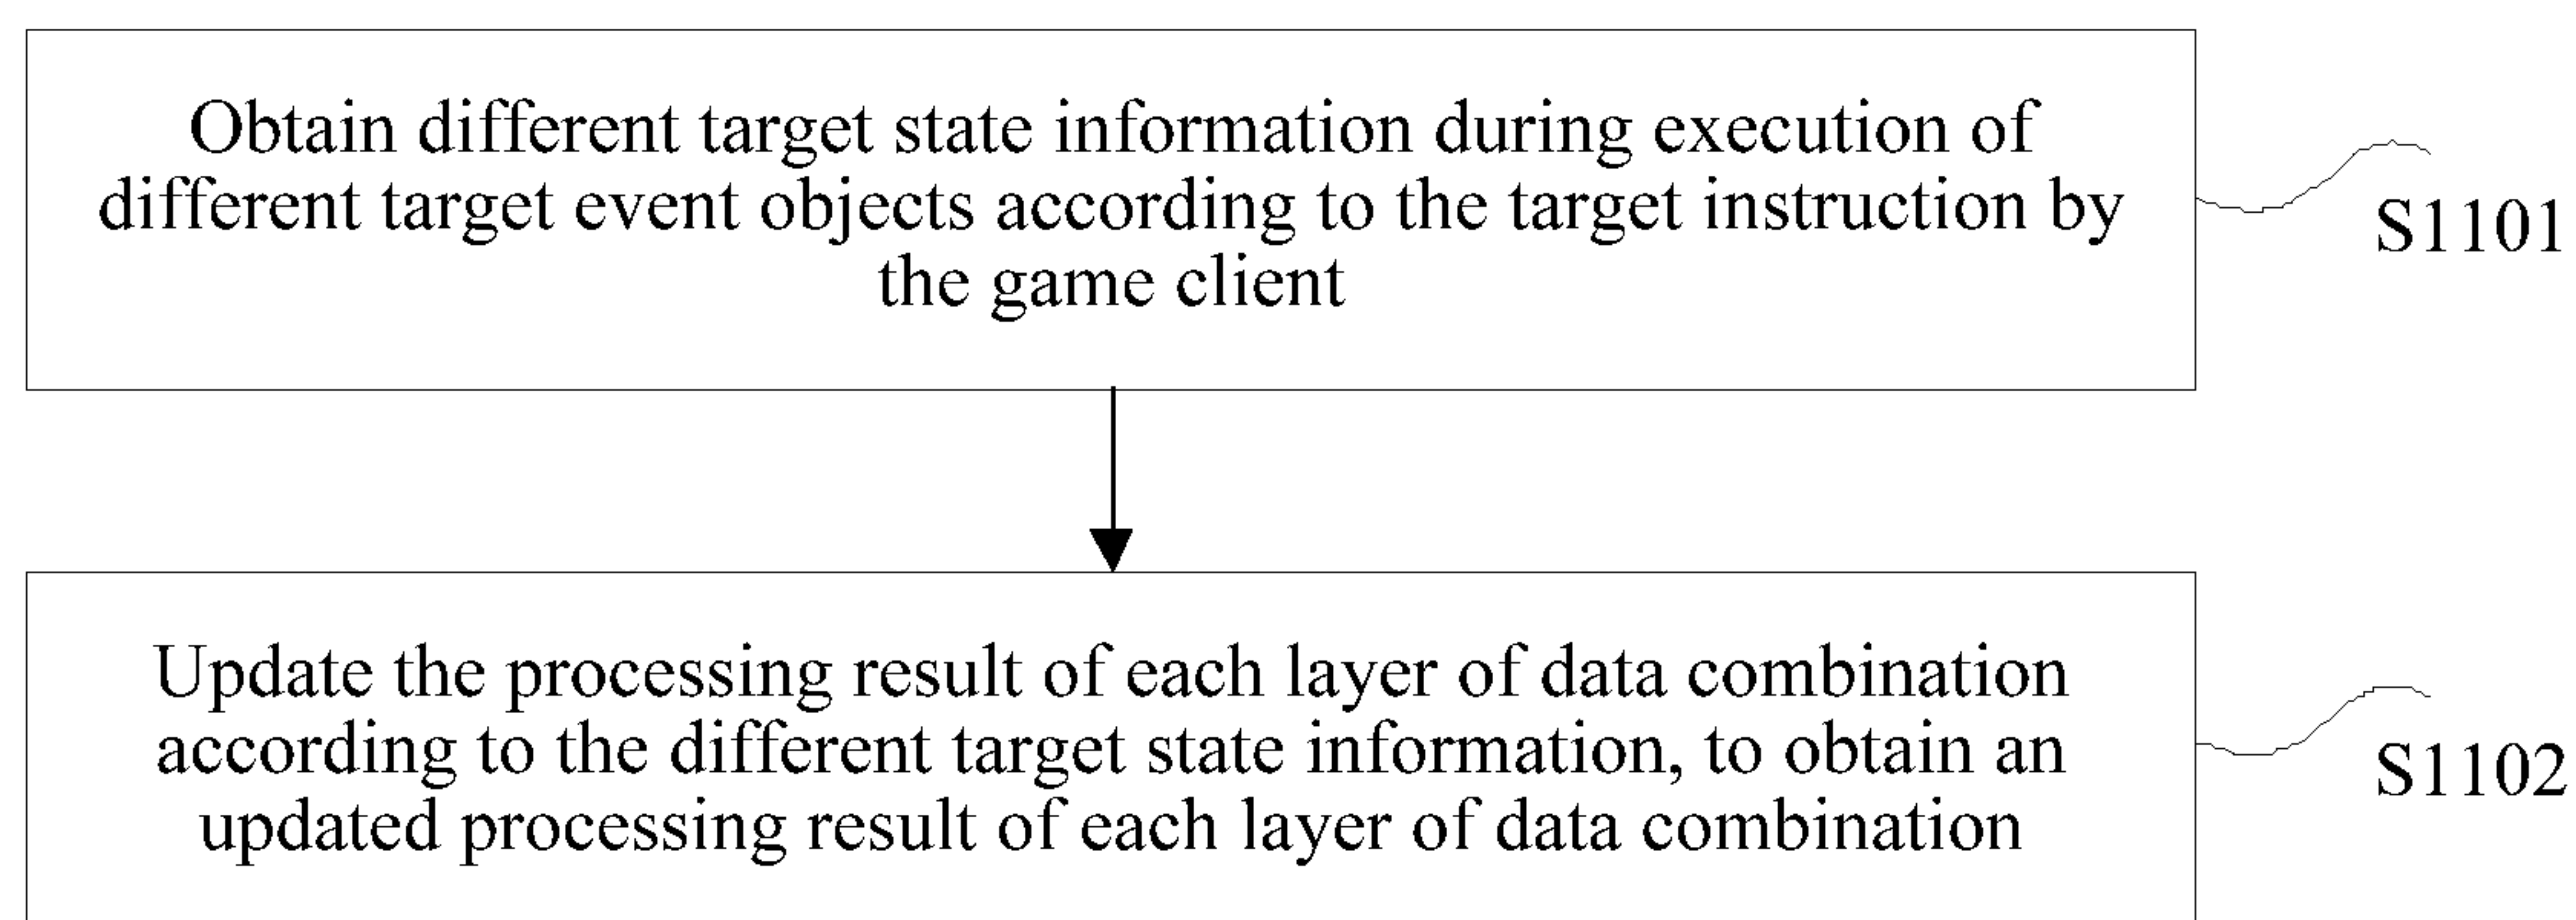 Obtain different target state information during execution of
different target event objects according to the target instruction by
the game client
S1101
Update the processing result of each layer of data combination
according to the different target state information, to obtain an
updated processing result of each layer of data combination
S1102